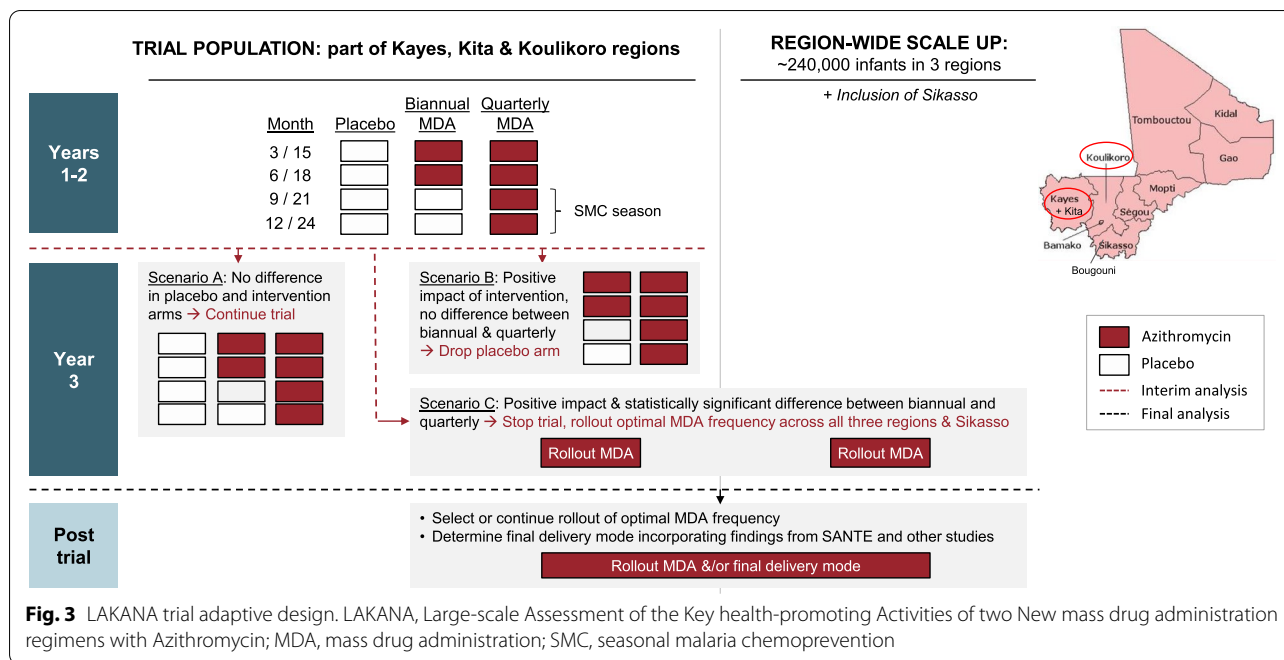 TRIAL POPULATION: part of Kayes, Kita & Koulikoro regions
REGION-WIDE SCALE UP:
~240,000 infants in 3 regions
+ Inclusion of Sikasso
Years
1-2
Month
Placebo
Biannual
MDA
Quarterly
MDA
3 / 15
6 / 18
9 / 21
12 / 24
SMC season
Tombouctou
Kidal
Gao
Koulikoro
Mopti
Kayes
+ Kita
Ségou
Bamako
Sikasso
Bougouni
Year
3
Scenario A: No difference
in placebo and intervention
arms → Continue trial
Scenario B: Positive
impact of intervention,
no difference between
biannual & quarterly
→ Drop placebo arm
Scenario C: Positive impact & statistically significant difference between biannual and
quarterly → Stop trial, rollout optimal MDA frequency across all three regions & Sikasso
Rollout MDA
Rollout MDA
Azithromycin
Placebo
Interim analysis
Final analysis
Post
trial
• Select or continue rollout of optimal MDA frequency
• Determine final delivery mode incorporating findings from SANTE and other studies
Rollout MDA &/or final delivery mode
Fig. 3 LAKANA trial adaptive design. LAKANA, Large-scale Assessment of the Key health-promoting Activities of two New mass drug administration
regimens with Azithromycin; MDA, mass drug administration; SMC, seasonal malaria chemoprevention